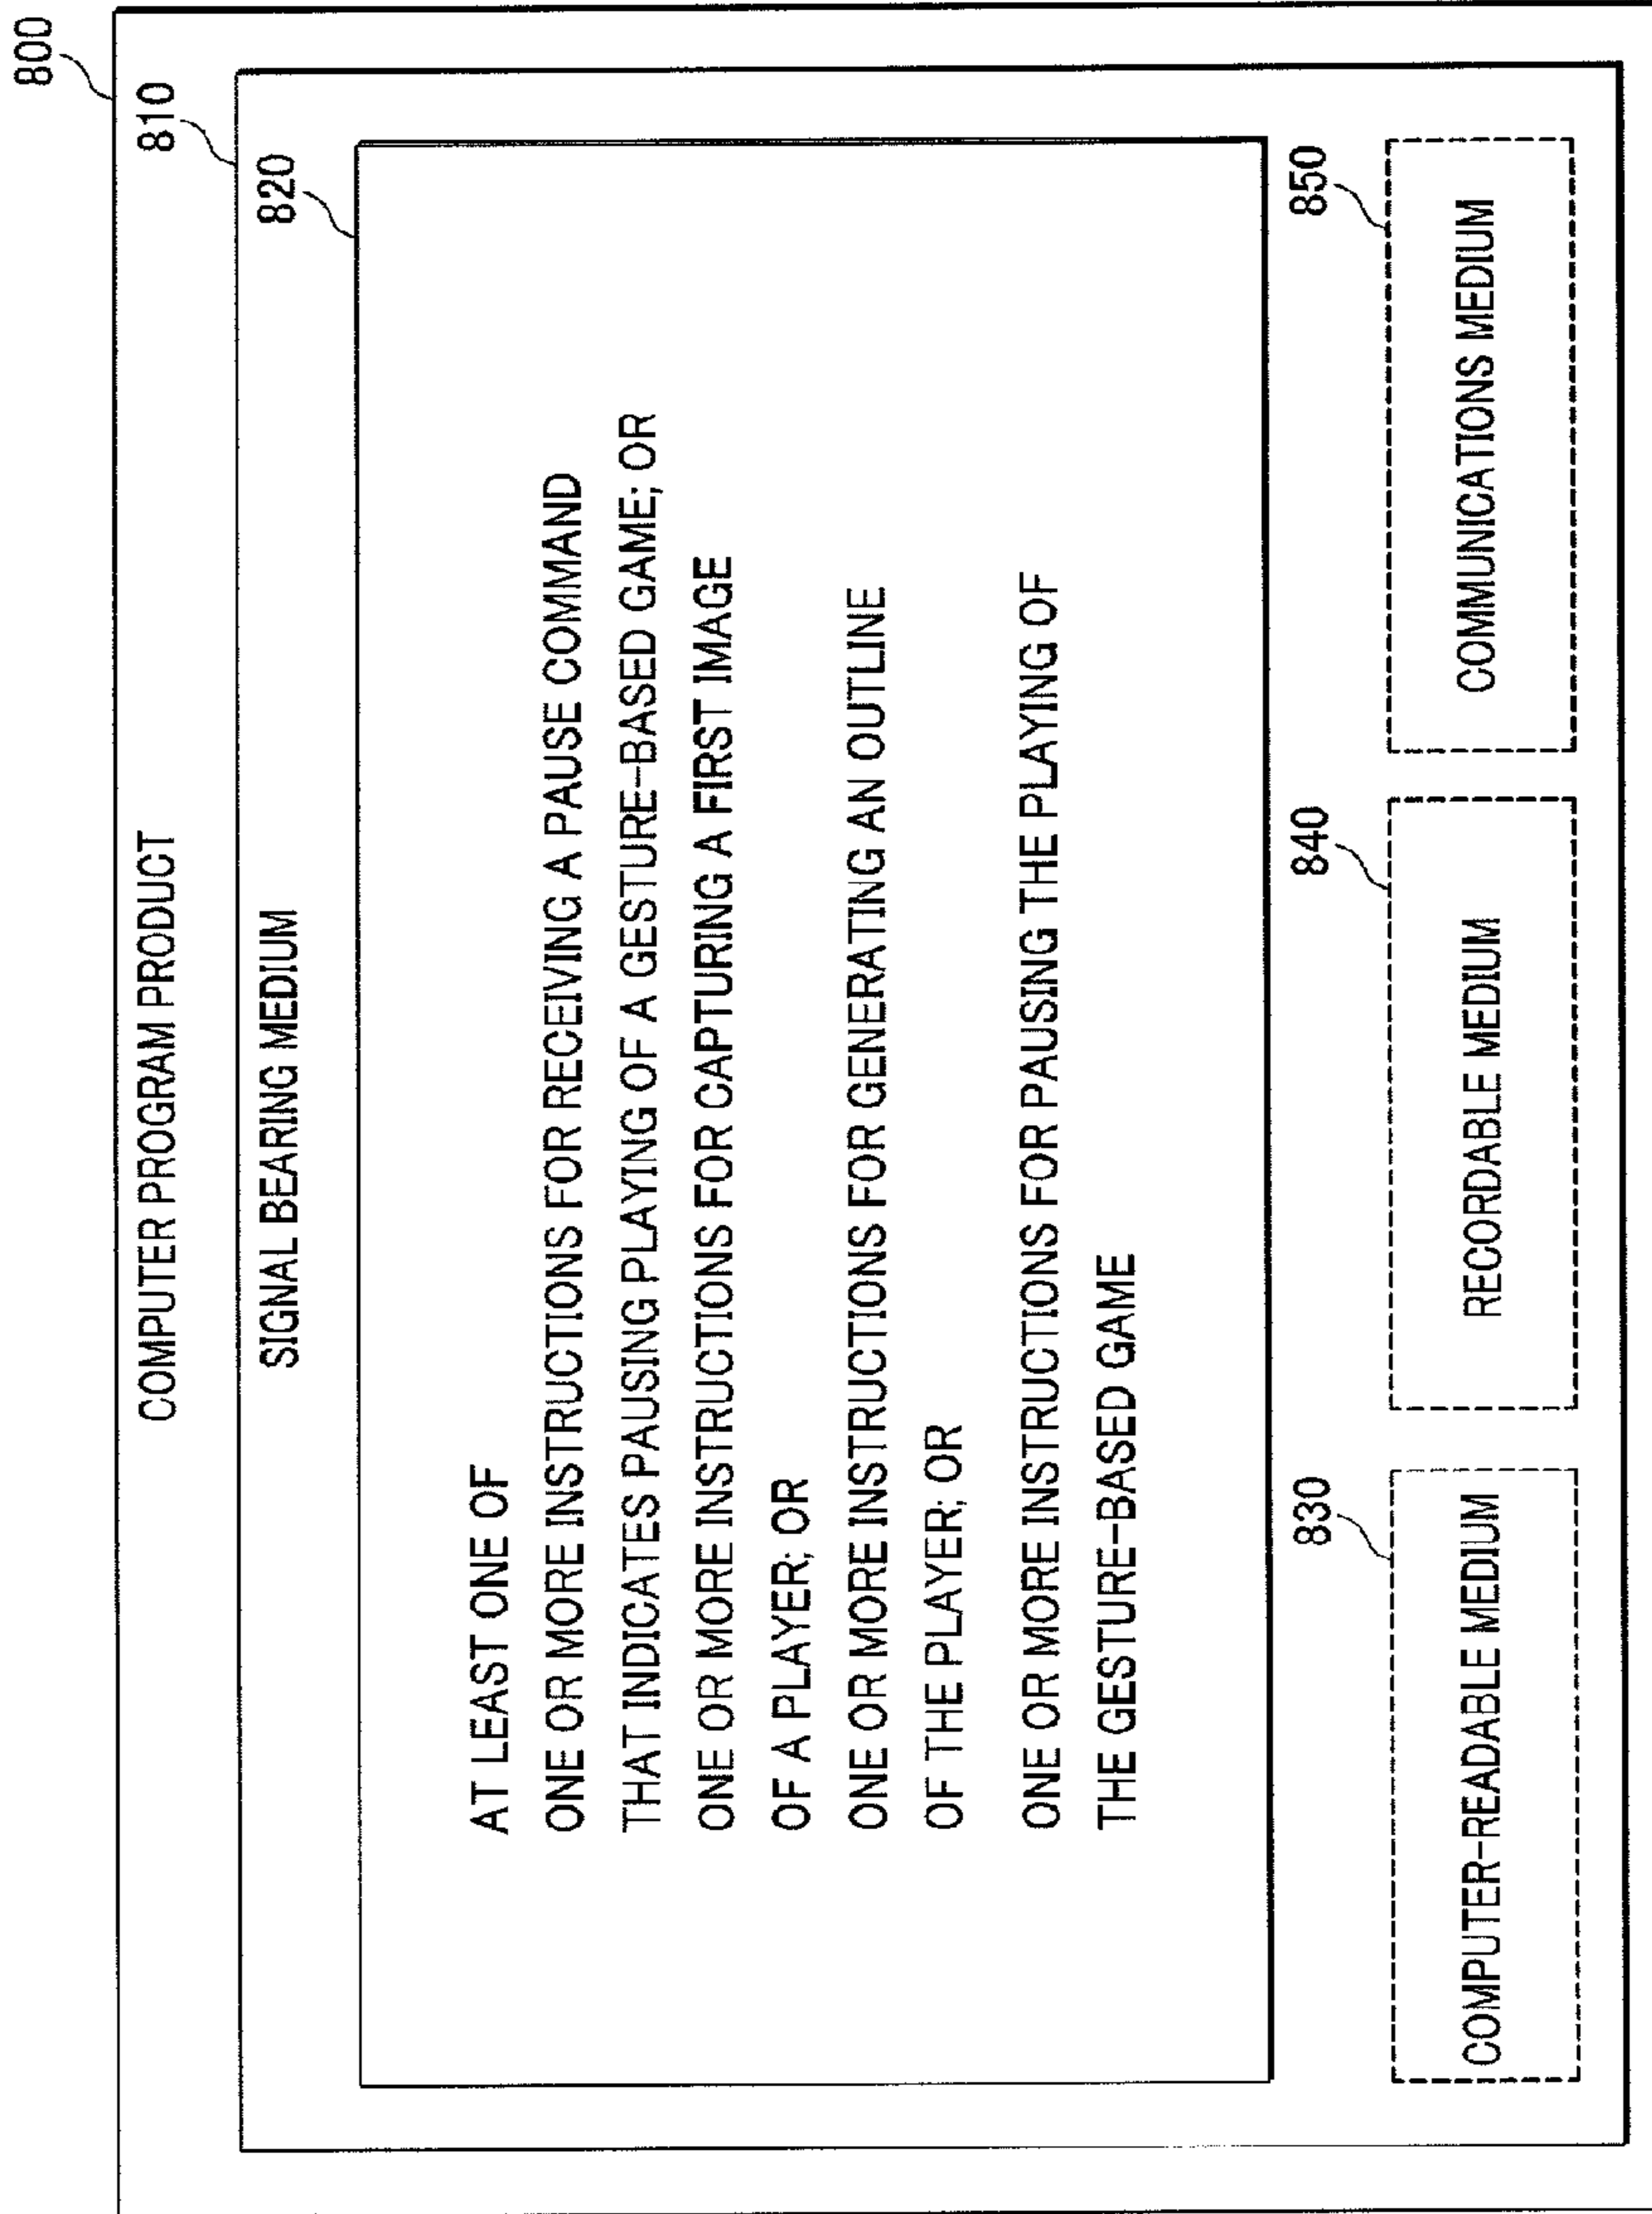 800
COMPUTER PROGRAM PRODUCT
810
SIGNAL BEARING MEDIUM
820
AT LEAST ONE OF
ONE OR MORE INSTRUCTIONS FOR RECEIVING A PAUSE COMMAND
THAT INDICATES PAUSING PLAYING OF A GESTURE-BASED GAME; OR
ONE OR MORE INSTRUCTIONS FOR CAPTURING A FIRST IMAGE
OF A PLAYER; OR
ONE OR MORE INSTRUCTIONS FOR GENERATING AN OUTLINE
OF THE PLAYER; OR
ONE OR MORE INSTRUCTIONS FOR PAUSING THE PLAYING OF
THE GESTURE-BASED GAME
830
COMPUTER-READABLE MEDIUM
840
RECORDABLE MEDIUM
850
COMMUNICATIONS MEDIUM